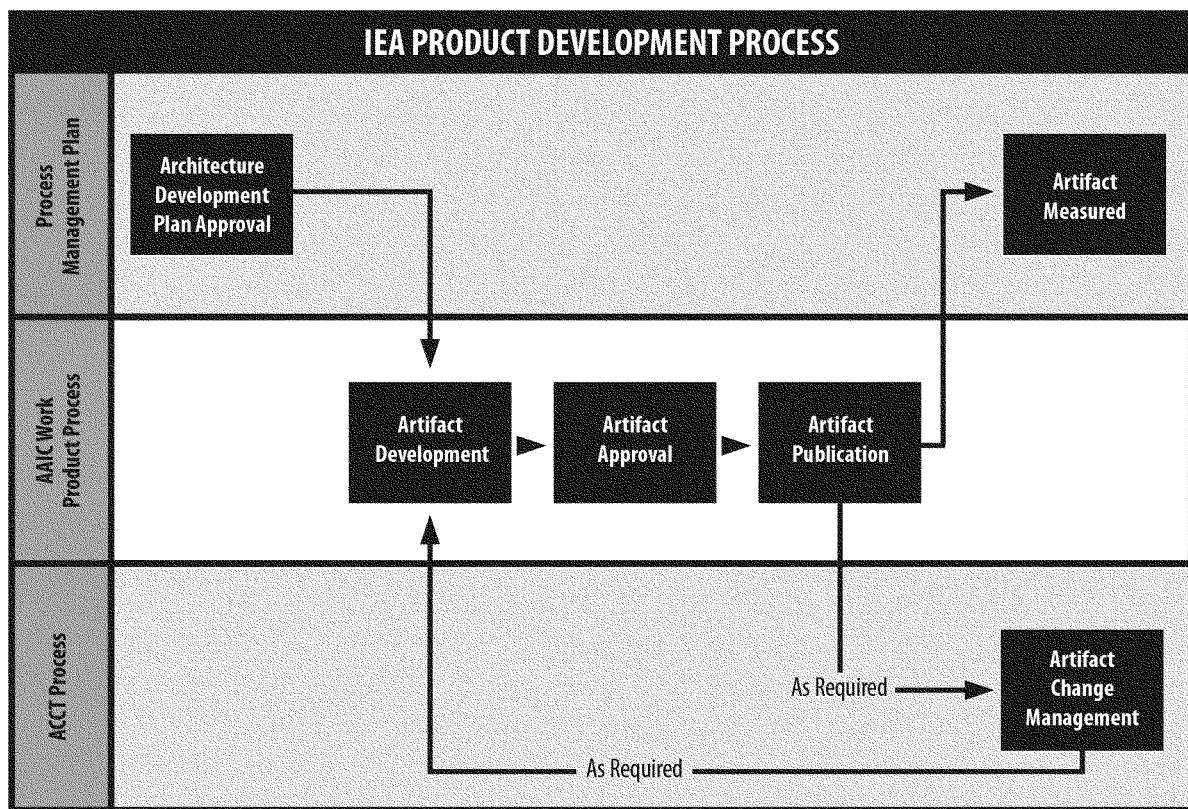 IEA PRODUCT DEVELOPMENT PROCESS
Process
Management Plan
Architecture
Development
Plan Approval
Artifact
Measured
AAIC Work
Product Process
Artifact
Development
Artifact
Approval
Artifact
Publication
ACCT Process
As Required
Artifact
Change
Management
As Required